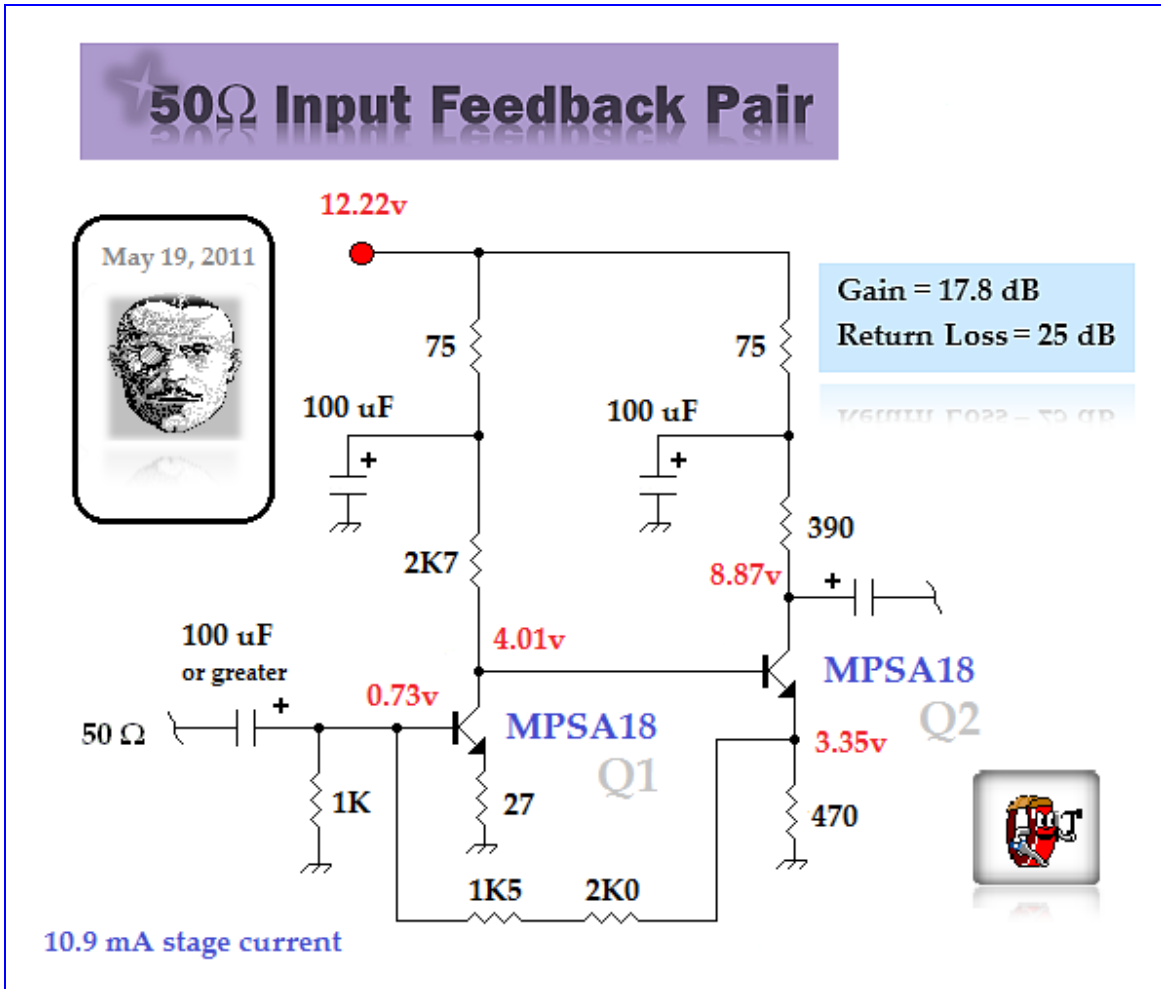 50Ω Input Feedback Pair
12.22v
May 19, 2011
Gain = 17.8 dB
Return Loss = 25 dB
75
75
100 uF
+
100 uF
+
390
2K7
8.87v
+
4.01v
100 uF
or greater
+
0.73v
MPSA18
Q2
50 Ω
MPSA18
Q1
3.35v
1K
27
470
1K5
2K0
10.9 mA stage current